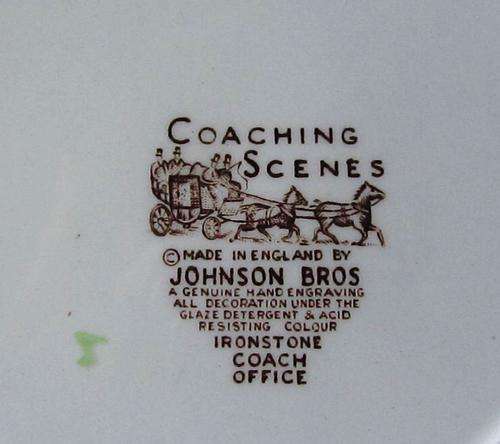 COACHING
SCENES
© MADE IN ENGLAND BY
JOHNSON BROS
A GENUINE HAND ENGRAVING
ALL DECORATION UNDER THE
GLAZE DETERGENT & ACID
RESISTING COLOUR
IRONSTONE
COACH
OFFICE